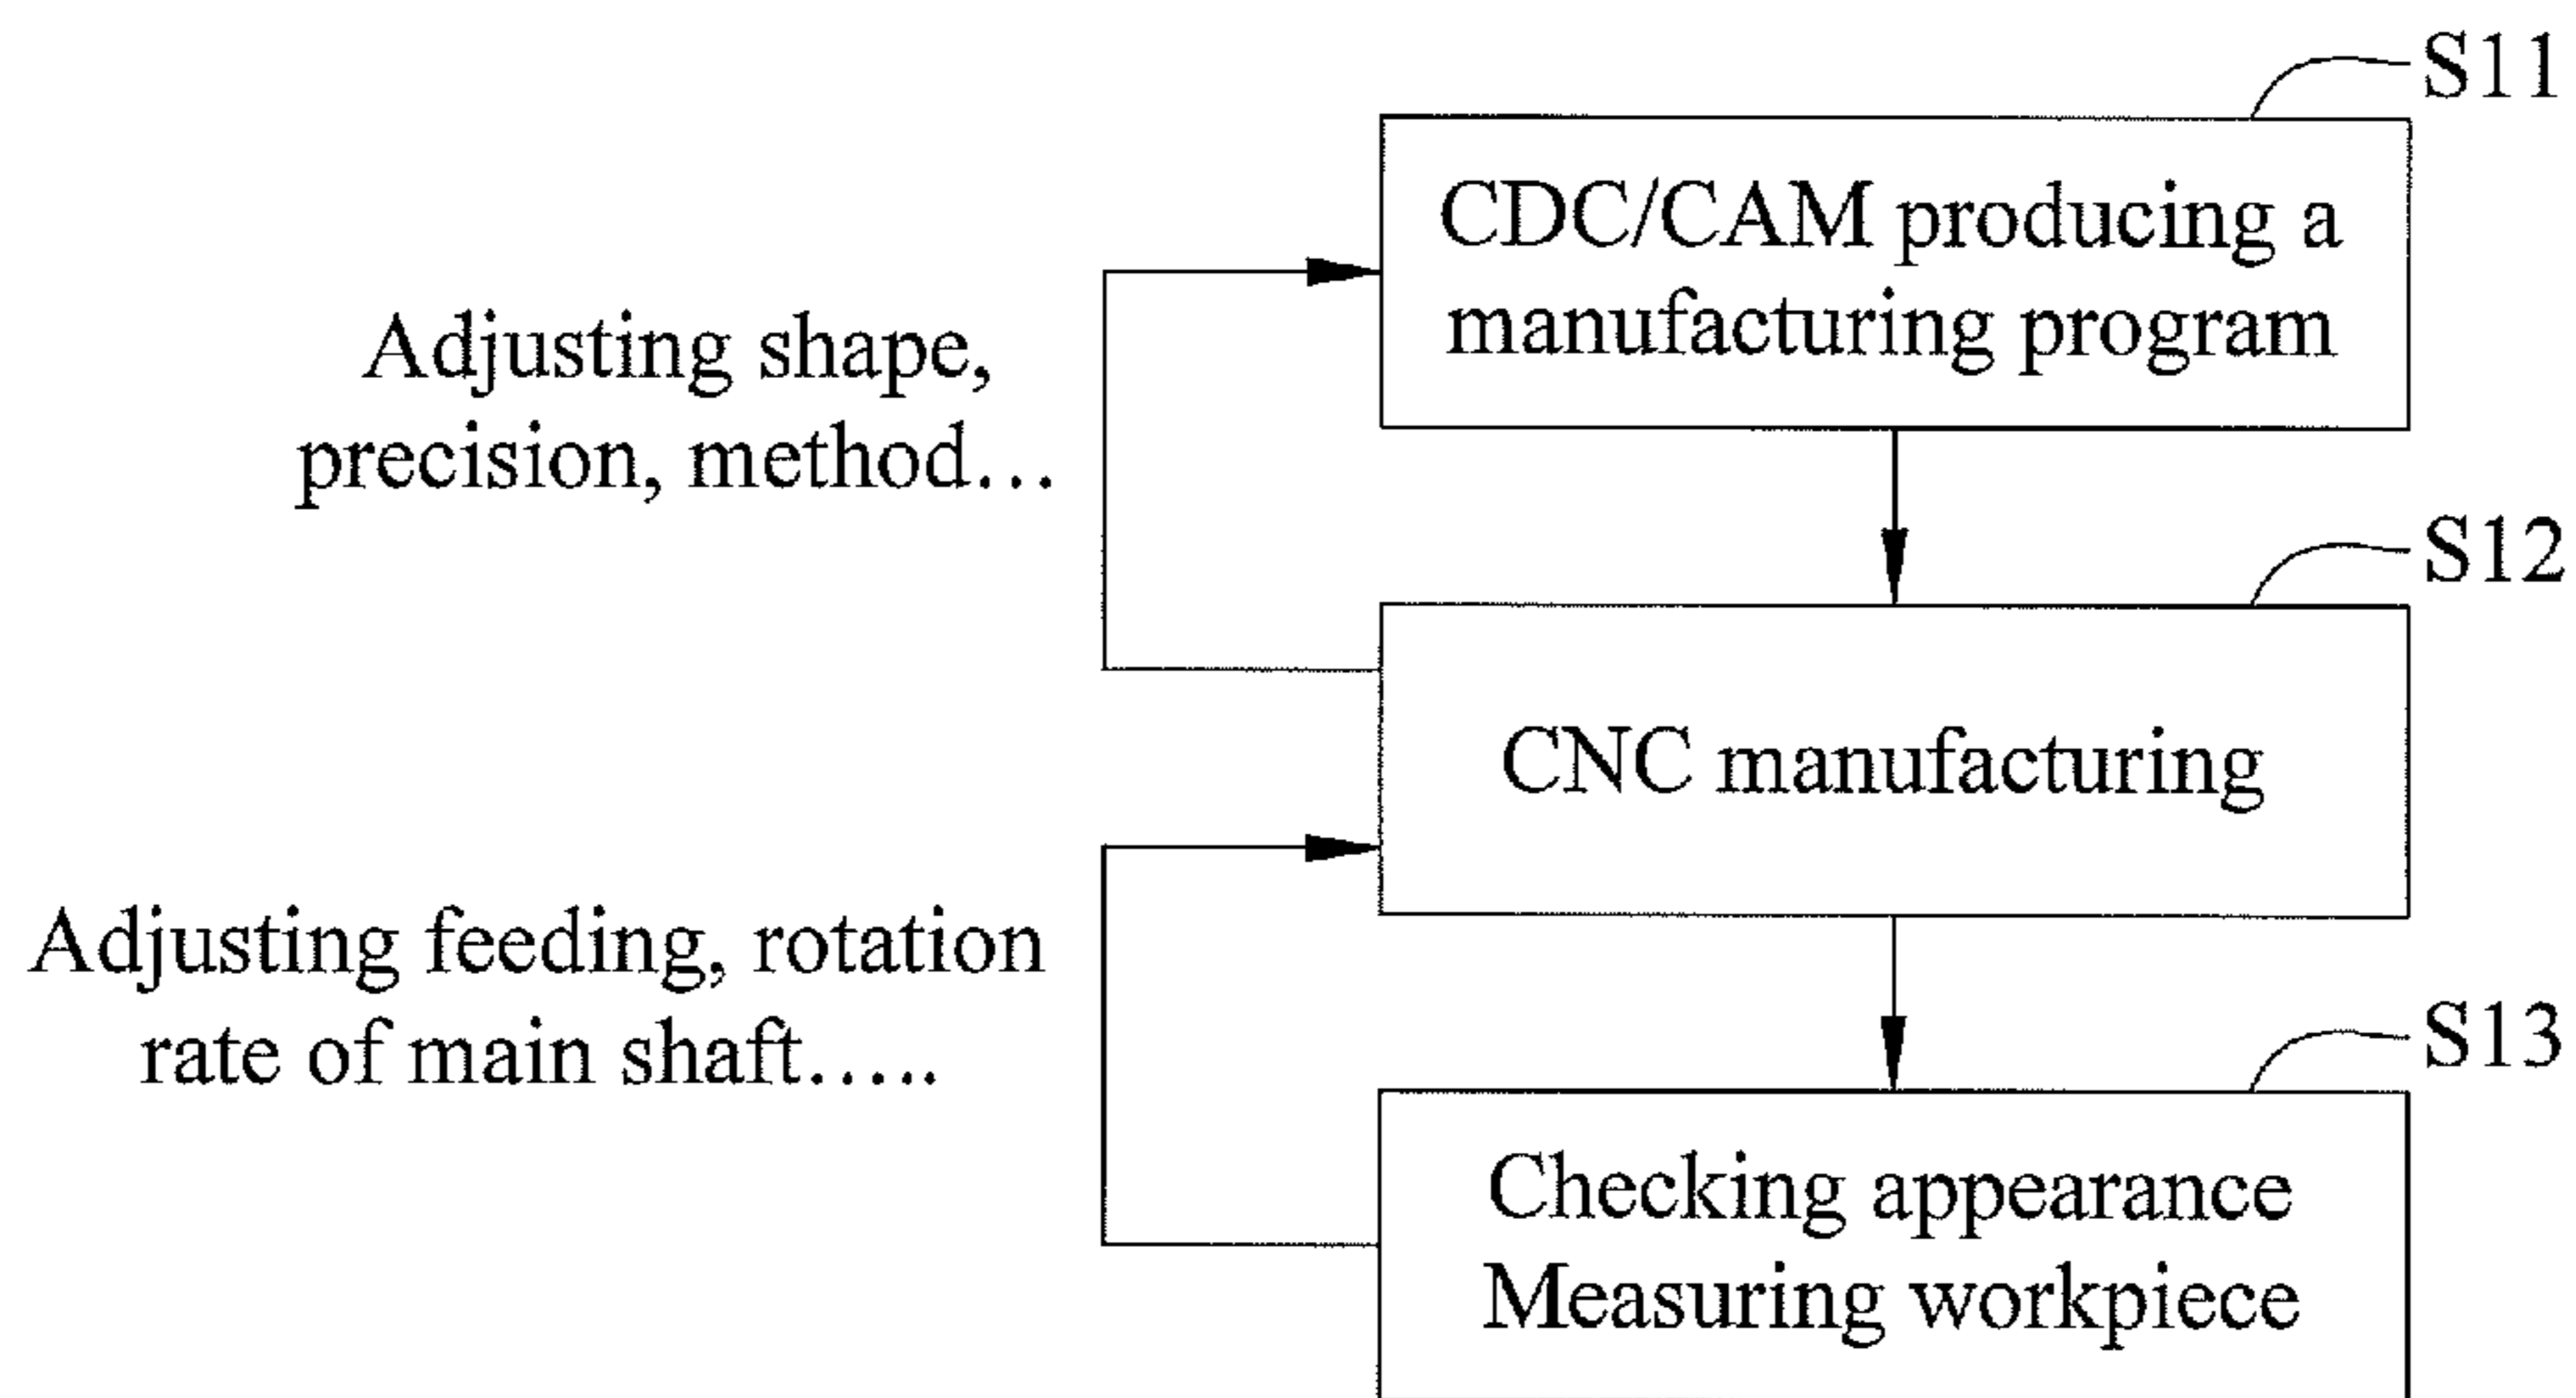 S11
CDC/CAM producing a
manufacturing program
Adjusting shape,
precision, method...
S12
CNC manufacturing
Adjusting feeding, rotation
rate of main shaft.....
S13
Checking appearance
Measuring workpiece